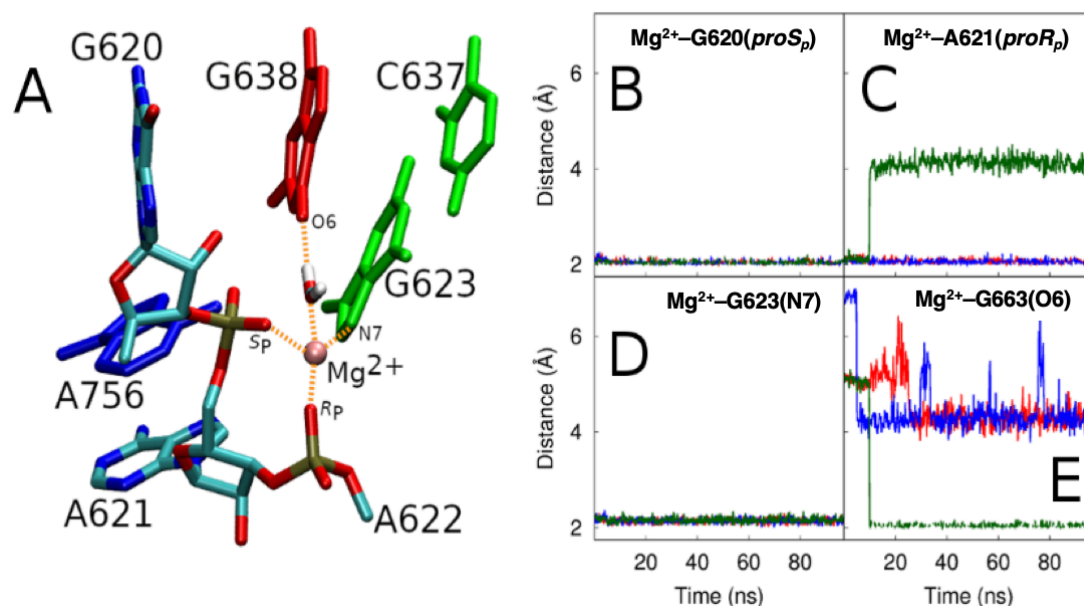 A
G620
G638
C637
O6
G623
N7
SP
Mg2+
A756
RP
A621
A622
Mg2+–G620(proSp)
B
Mg2+–A621(proRp)
C
Distance (Å)
6
4
2
Mg2+–G623(N7)
D
Mg2+–G663(O6)
E
Distance (Å)
6
4
2
20 40 60 80
20 40 60 80
Time (ns)
Time (ns)